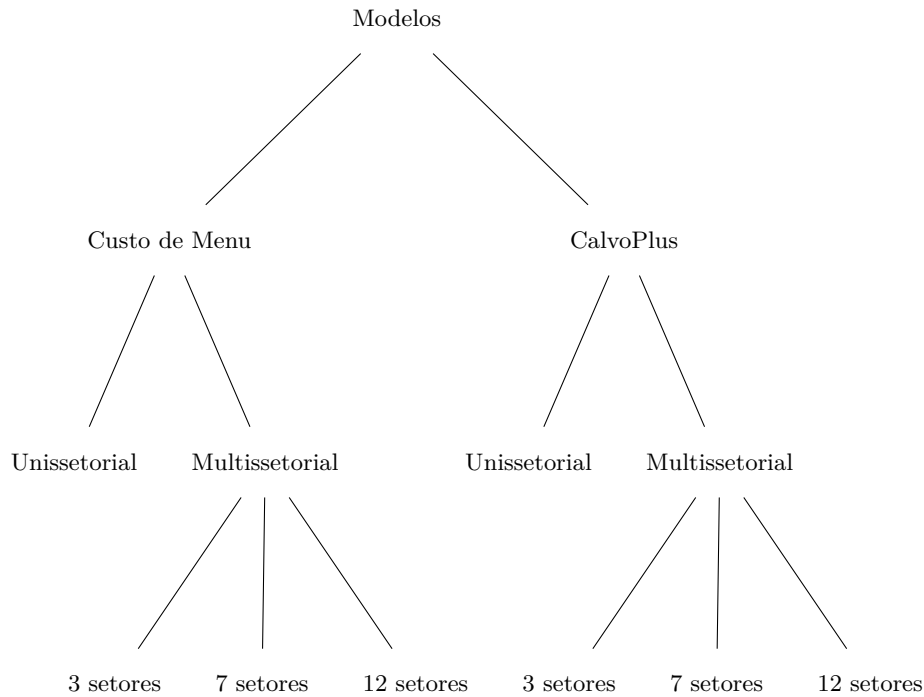 Modelos
Custo de Menu
CalvoPlus
Unissetorial
Multissetorial
Unissetorial
Multissetorial
3 setores
7 setores
12 setores
3 setores
7 setores
12 setores